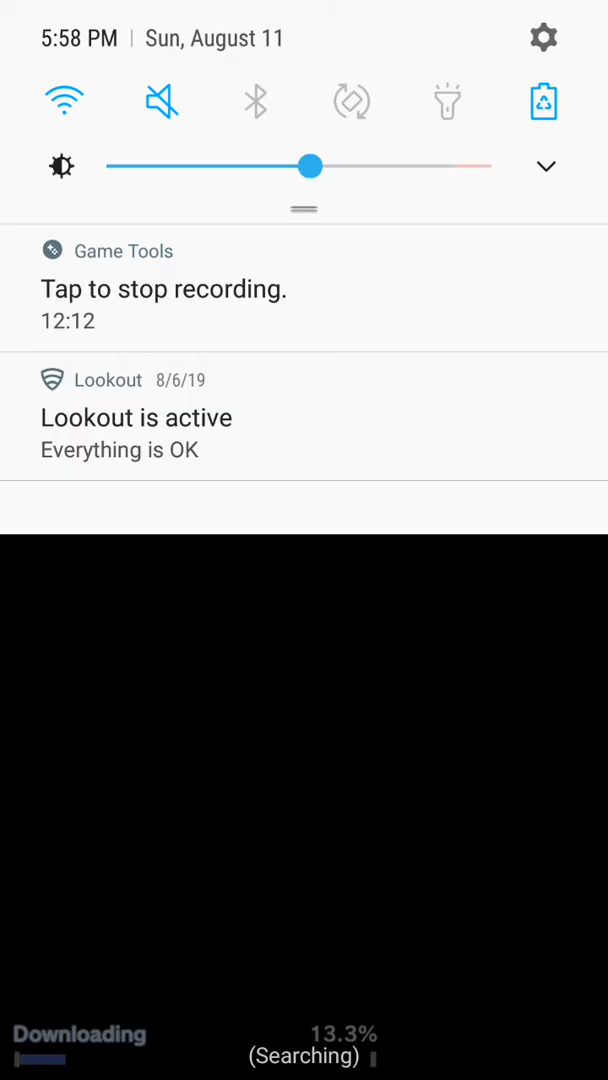 5:58 PM | Sun, August 11
Game Tools
Tap to stop recording.
12:12
Lookout 8/6/19
Lookout is active
Everything is OK
Downloading 13.3%
(Searching)